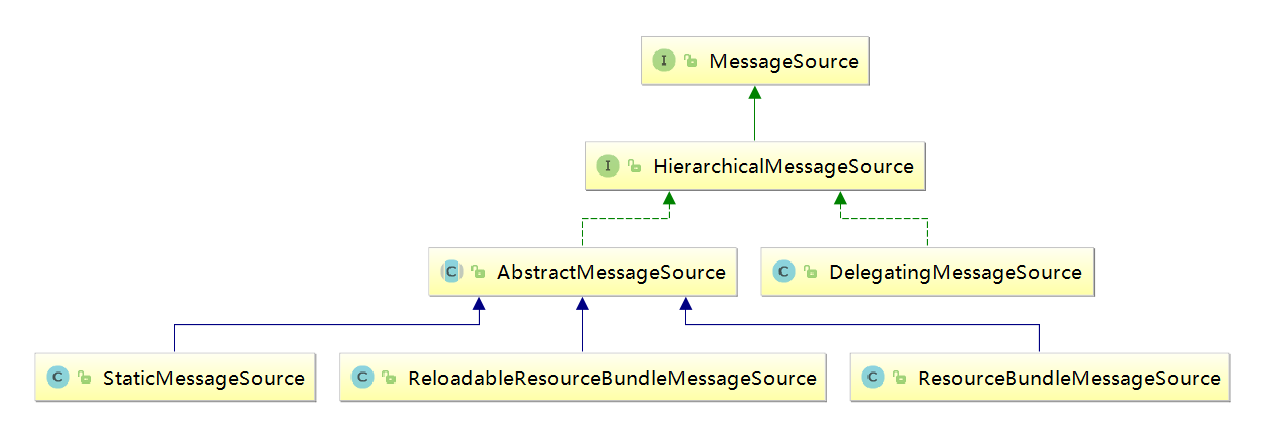 I MessageSource
I HierarchicalMessageSource
C AbstractMessageSource
C DelegatingMessageSource
C StaticMessageSource
C ReloadableResourceBundleMessageSource
C ResourceBundleMessageSource